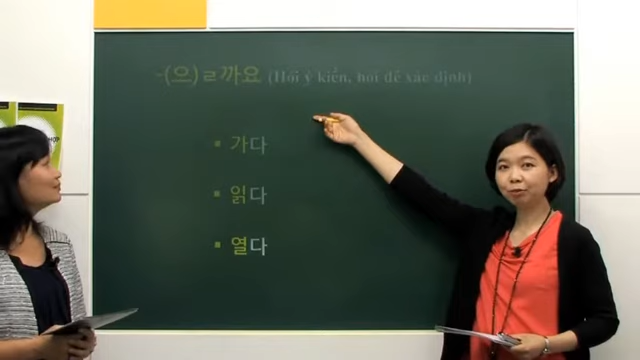 -(으)ㄹ까요 (Hỏi ý kiến, hỏi để xác định)
▪ 가다
▪ 읽다
▪ 열다